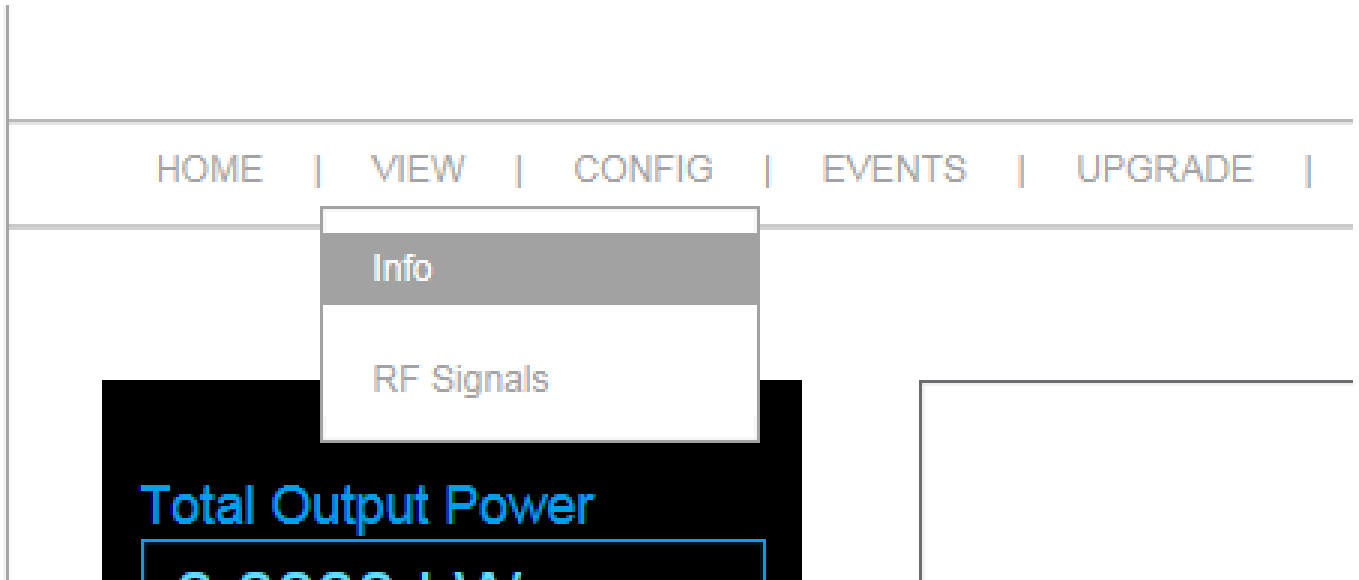 HOME | VIEW | CONFIG | EVENTS | UPGRADE |
Info
RF Signals
Total Output Power